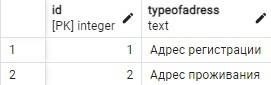 id typeofadress
[PK] integer text
1 1 Адрес регистрации
2 2 Адрес проживания